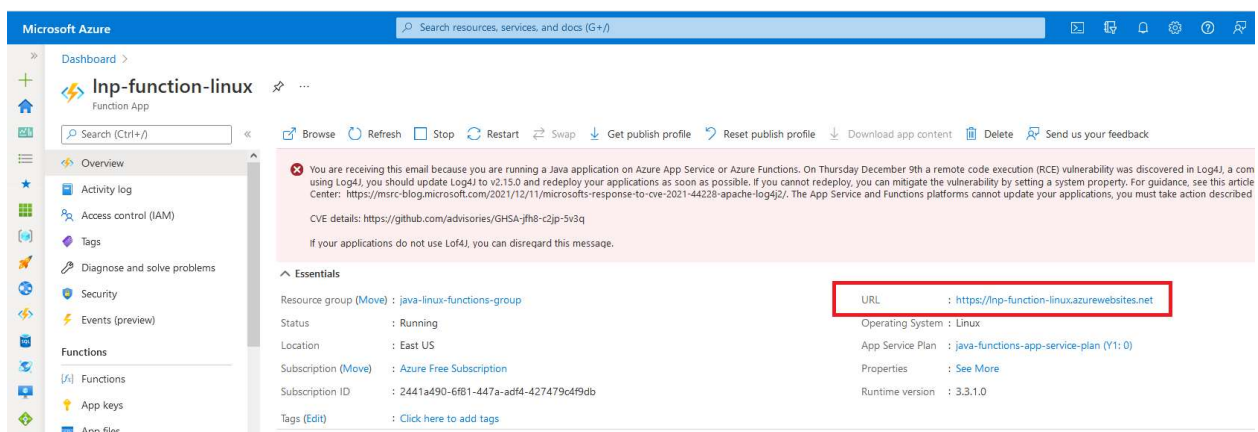 Microsoft Azure
Search resources, services, and docs (G+/)
Dashboard >
lnp-function-linux
Function App
Search (Ctrl+/)
Browse Refresh Stop Restart Swap Get publish profile Reset publish profile Download app content Delete Send us your feedback
Overview
Activity log
Access control (IAM)
Tags
Diagnose and solve problems
Security
Events (preview)
Functions
Functions
App keys
App files
You are receiving this email because you are running a Java application on Azure App Service or Azure Functions. On Thursday December 9th a remote code execution (RCE) vulnerability was discovered in Log4J, a com
using Log4J, you should update Log4J to v2.15.0 and redeploy your applications as soon as possible. If you cannot redeploy, you can mitigate the vulnerability by setting a system property. For guidance, see this article
Center: https://msrc-blog.microsoft.com/2021/12/11/microsofts-response-to-cve-2021-44228-apache-log4j2/. The App Service and Functions platforms cannot update your applications, you must take action described
CVE details: https://github.com/advisories/GHSA-jfh8-c2jp-5v3q
If your applications do not use Lof4J, you can disregard this message.
Essentials
Resource group (Move) : java-linux-functions-group
Status : Running
Location : East US
Subscription (Move) : Azure Free Subscription
Subscription ID : 2441a490-6f81-447a-adf4-427479c4f9db
Tags (Edit) : Click here to add tags
URL : https://lnp-function-linux.azurewebsites.net
Operating System : Linux
App Service Plan : java-functions-app-service-plan (Y1: 0)
Properties : See More
Runtime version : 3.3.1.0